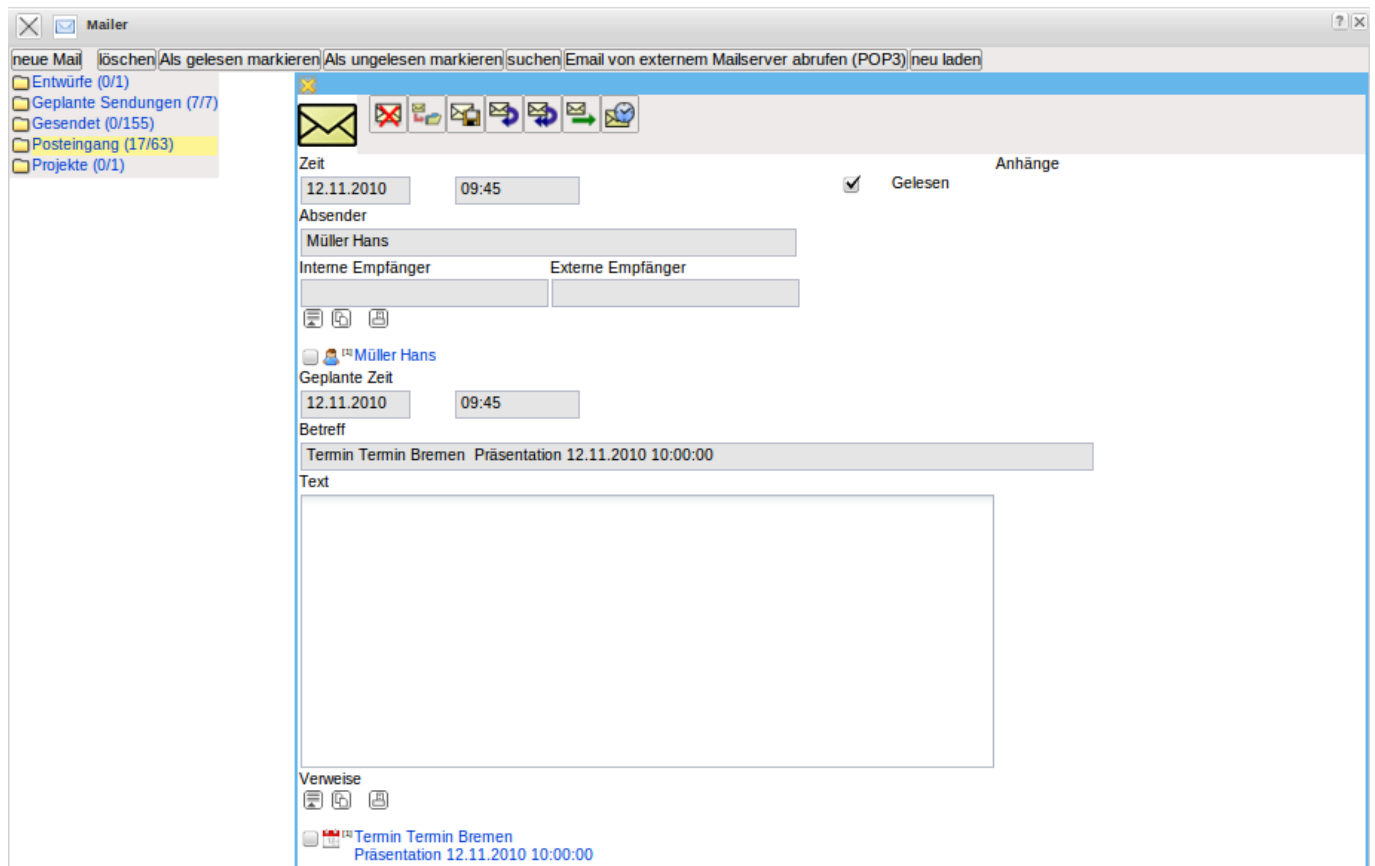 Mailer
neue Mail löschen Als gelesen markieren Als ungelesen markieren suchen Email von externem Mailserver abrufen (POP3) neu laden
Entwürfe (0/1)
Geplante Sendungen (7/7)
Gesendet (0/155)
Posteingang (17/63)
Projekte (0/1)
Zeit
Anhänge
12.11.2010 09:45
Gelesen
Absender
Müller Hans
Interne Empfänger Externe Empfänger
[1] Müller Hans
Geplante Zeit
12.11.2010 09:45
Betreff
Termin Termin Bremen Präsentation 12.11.2010 10:00:00
Text
Verweise
[1] Termin Termin Bremen
Präsentation 12.11.2010 10:00:00